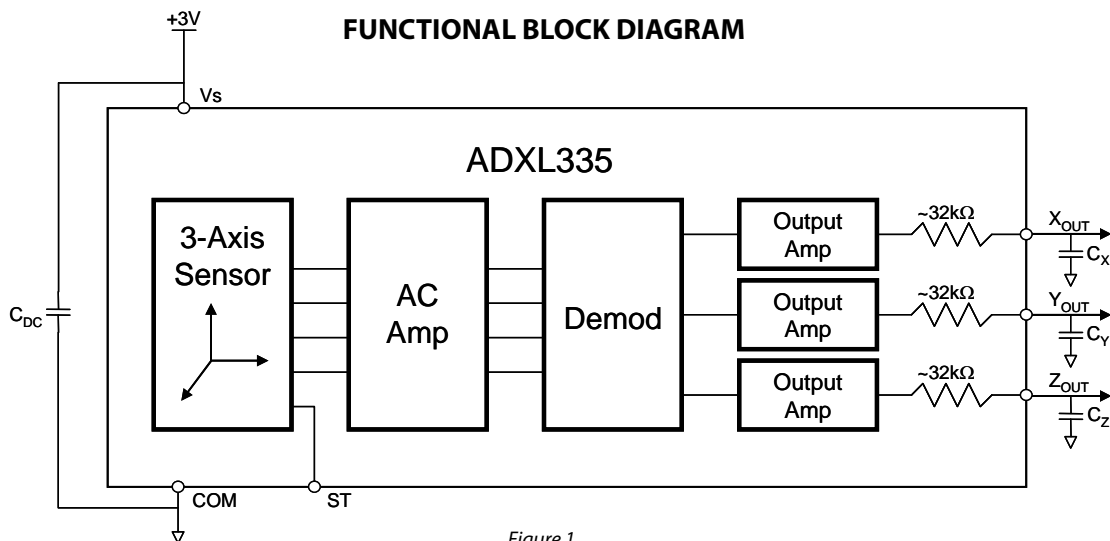 FUNCTIONAL BLOCK DIAGRAM
+3V
Vs
ADXL335
3-Axis
Sensor
AC
Amp
Demod
Output
Amp
~32kΩ
XOUT
CX
Output
Amp
~32kΩ
YOUT
CY
Output
Amp
~32kΩ
ZOUT
CZ
CDC
COM
ST
Figure 1